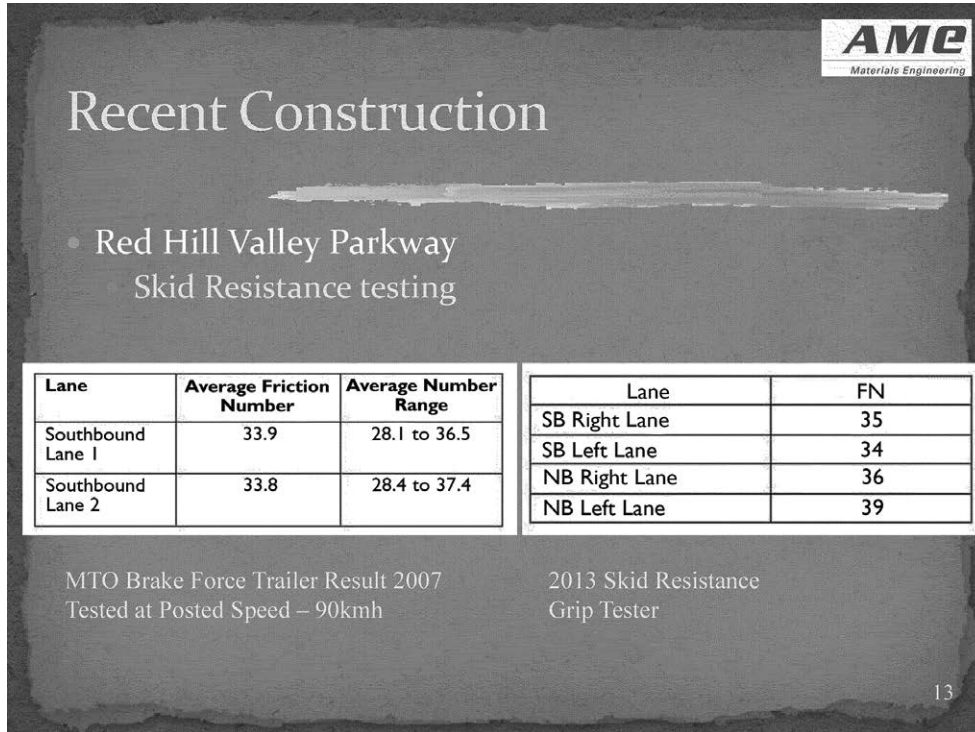 AME
Materials Engineering
Recent Construction
Red Hill Valley Parkway
Skid Resistance testing
Lane Average Friction Number Average Number Range
Southbound Lane 1 33.9 28.1 to 36.5
Southbound Lane 2 33.8 28.4 to 37.4
Lane FN
SB Right Lane 35
SB Left Lane 34
NB Right Lane 36
NB Left Lane 39
MTO Brake Force Trailer Result 2007
Tested at Posted Speed – 90kmh
2013 Skid Resistance
Grip Tester
13